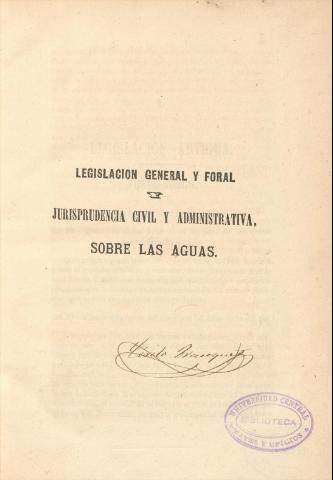 LEGISLACION GENERAL Y FORAL
Y
JURISPRUDENCIA CIVIL Y ADMINISTRATIVA,
SOBRE LAS AGUAS.
UNIVERSIDAD CENTRAL
BIBLIOTECA